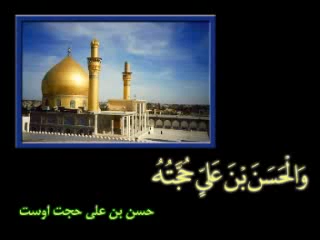 وَالْحَسَنَ بْنَ عَلِيٍّ حُجَّتُهُ
حسن بن علی حجت اوست